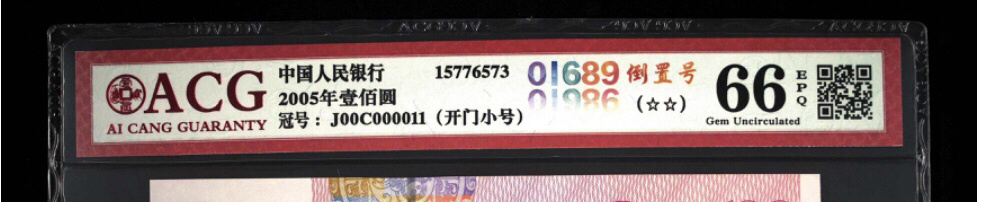 ACG
AI CANG GUARANTY
中国人民银行 15776573
2005年壹佰圆
冠号：J00C000011（开门小号）
01689 倒置号
(☆☆)
66 EPQ
Gem Uncirculated